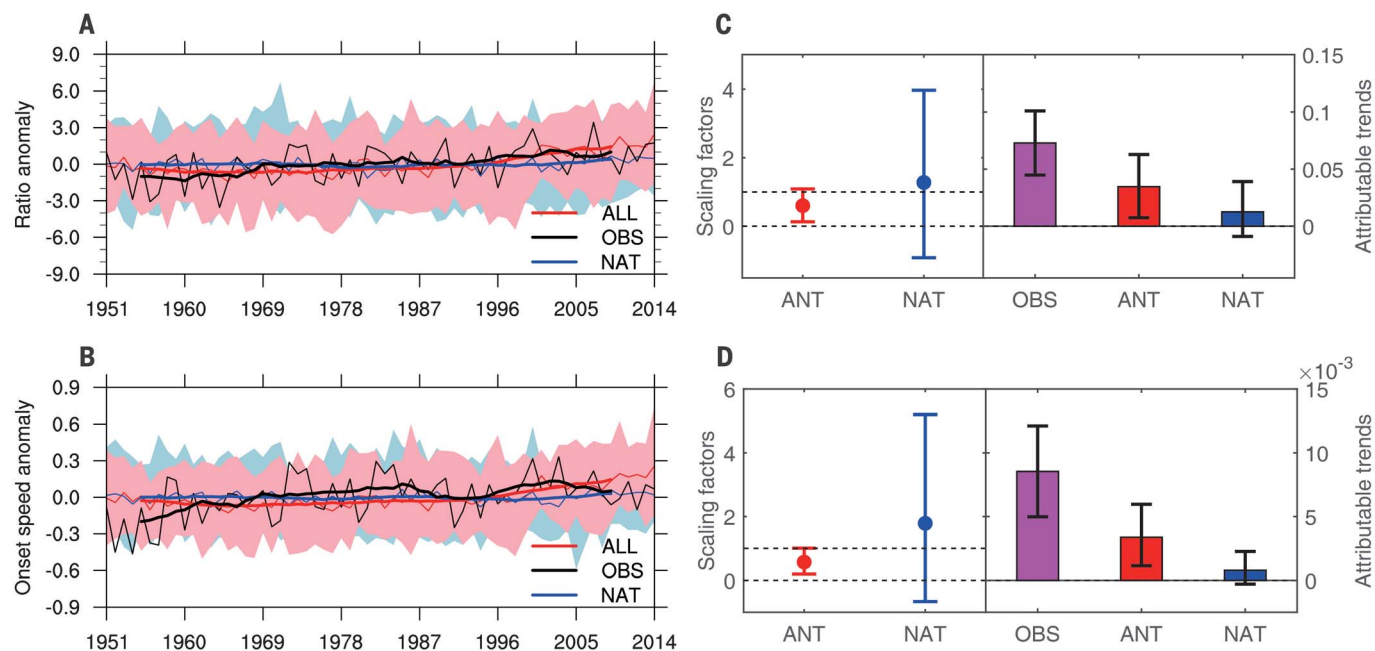 A
Ratio anomaly
9.0
6.0
3.0
0.0
-3.0
-6.0
-9.0
ALL
OBS
NAT
1951 1960 1969 1978 1987 1996 2005 2014
C
Scaling factors
4
2
0
ANT NAT OBS ANT NAT
0.15
0.1
0.05
0
Attributable trends
B
Onset speed anomaly
0.9
0.6
0.3
0.0
-0.3
-0.6
-0.9
ALL
OBS
NAT
1951 1960 1969 1978 1987 1996 2005 2014
D
Scaling factors
6
4
2
0
ANT NAT OBS ANT NAT
×10⁻³
15
10
5
0
Attributable trends